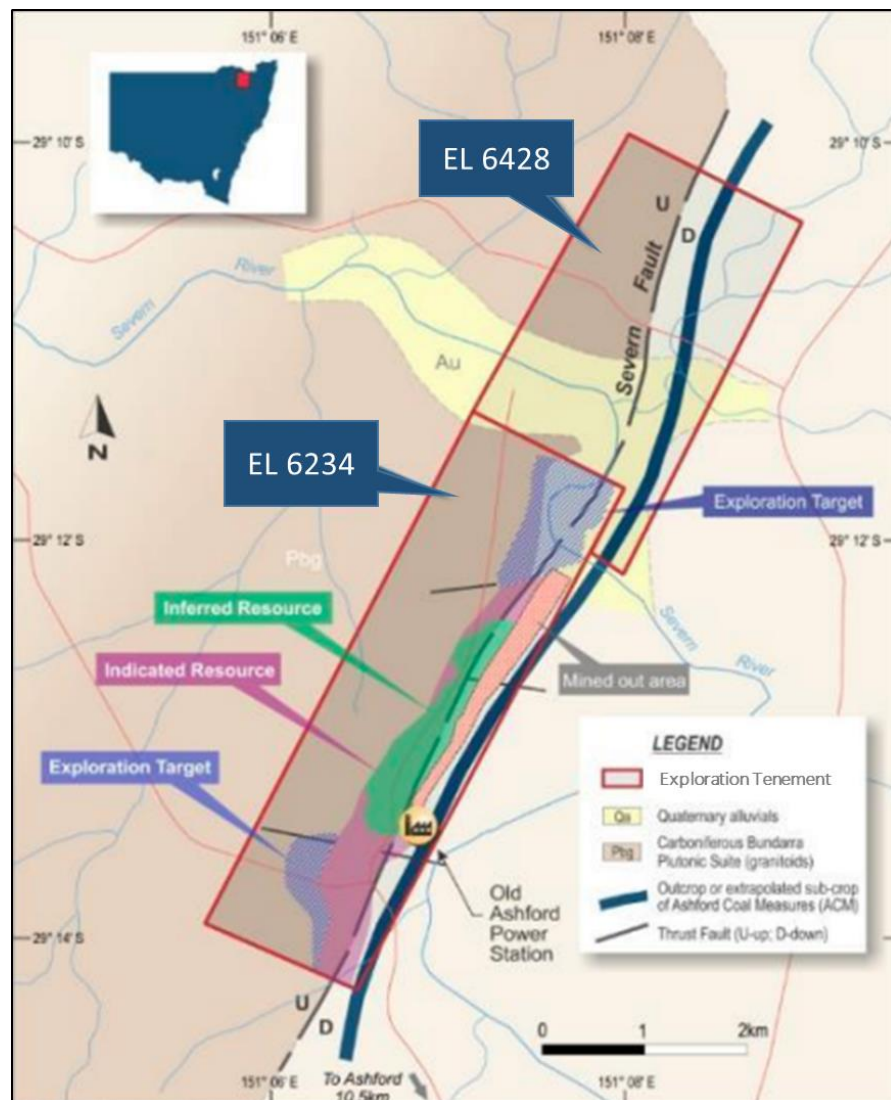 151° 06' E
151° 08' E
29° 10' S
29° 10' S
EL 6428
U
D
Severn Fault
Severn
River
Au
N
EL 6234
Exploration Target
29° 12' S
29° 12' S
Pbg
Inferred Resource
Severn
River
Indicated Resource
Mined out area
Exploration Target
LEGEND
Exploration Tenement
Qa Quaternary alluvials
Pbg Carboniferous Bundarra
Plutonic Suite (granitoids)
Outcrop or extrapolated sub-crop
of Ashford Coal Measures (ACM)
Thrust Fault (U-up; D-down)
Old
Ashford
Power
Station
29° 14' S
29° 14' S
U
D
0 1 2km
To Ashford
10.5km
151° 06' E
151° 08' E